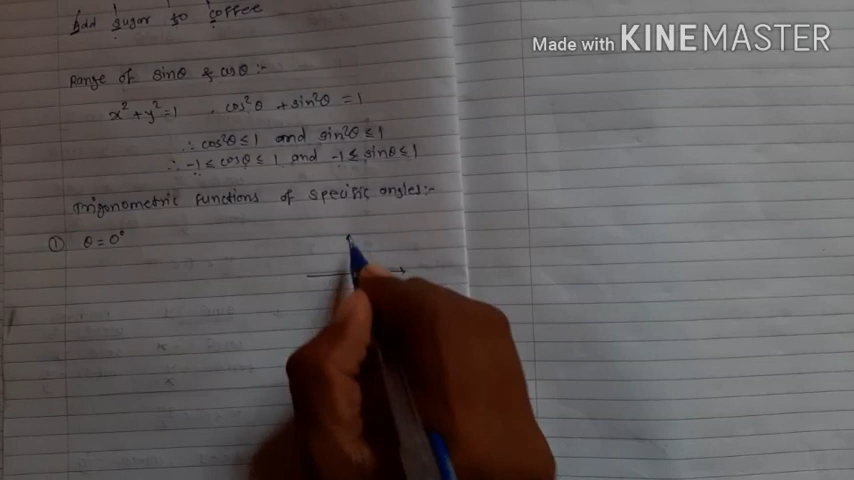 Add Sugar to Coffee
Made with KINEMASTER
Range of sinθ & cosθ :-
x²+y²=1 . cos²θ +sin²θ =1
∴ cos²θ ≤ 1 and sin²θ ≤ 1
∴ -1 ≤ cosθ ≤ 1 and -1 ≤ sinθ ≤ 1
Trigonometric functions of specific angles:-
① θ = 0°